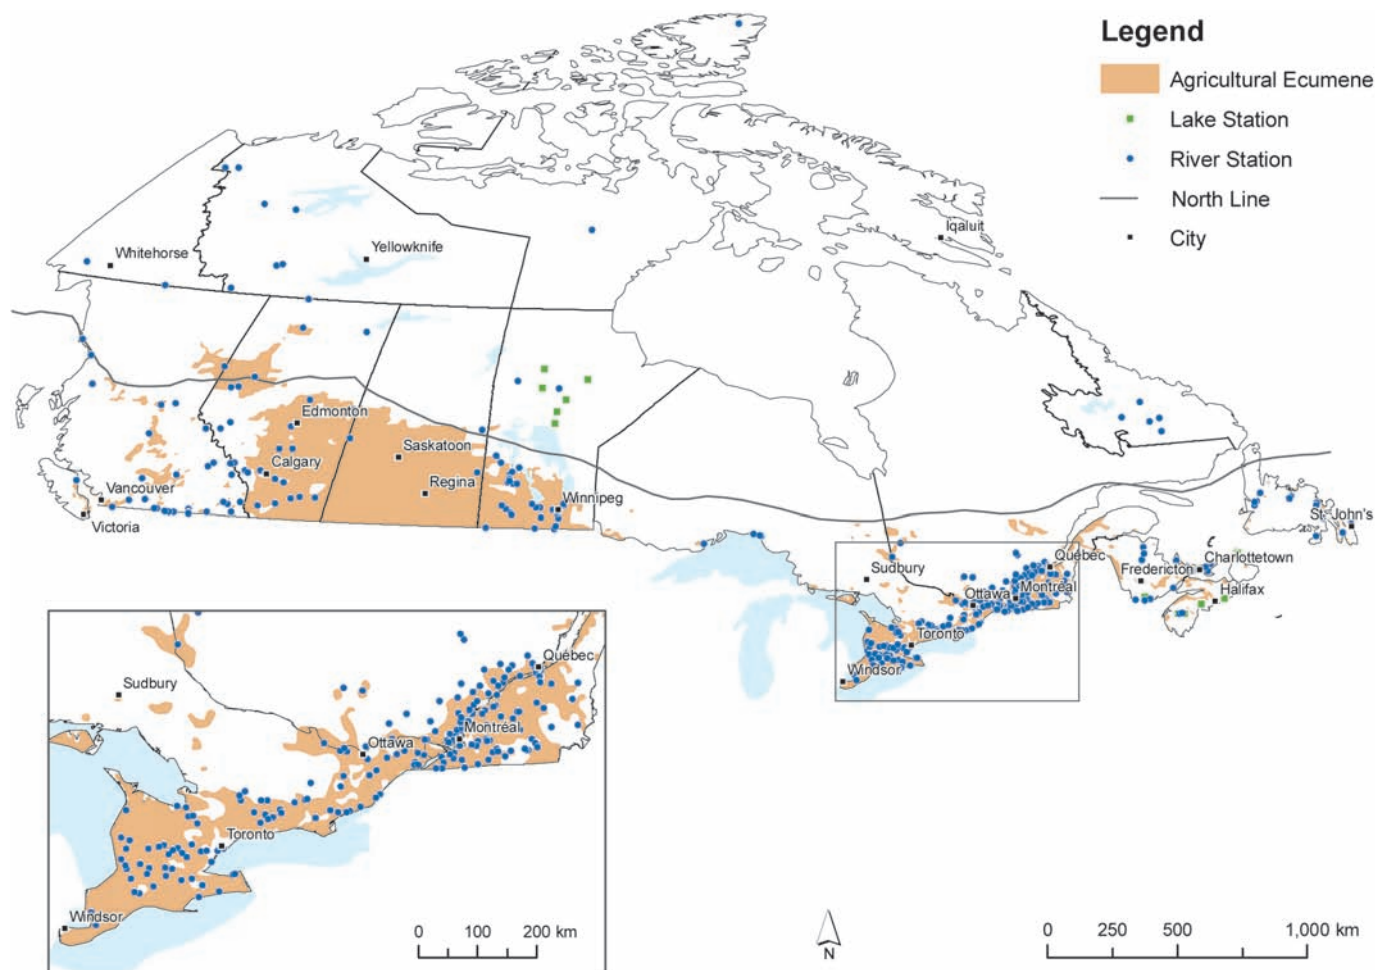 Legend
Agricultural Ecumene
Lake Station
River Station
North Line
City
Iqaluit
Whitehorse
Yellowknife
Edmonton
Saskatoon
Calgary
Regina
Vancouver
Winnipeg
Victoria
St. John's
Québec
Charlottetown
Sudbury
Fredericton
Ottawa
Montréal
Halifax
Toronto
Windsor
Québec
Sudbury
Montréal
Ottawa
Toronto
Windsor
0 100 200 km
N
0 250 500 1,000 km